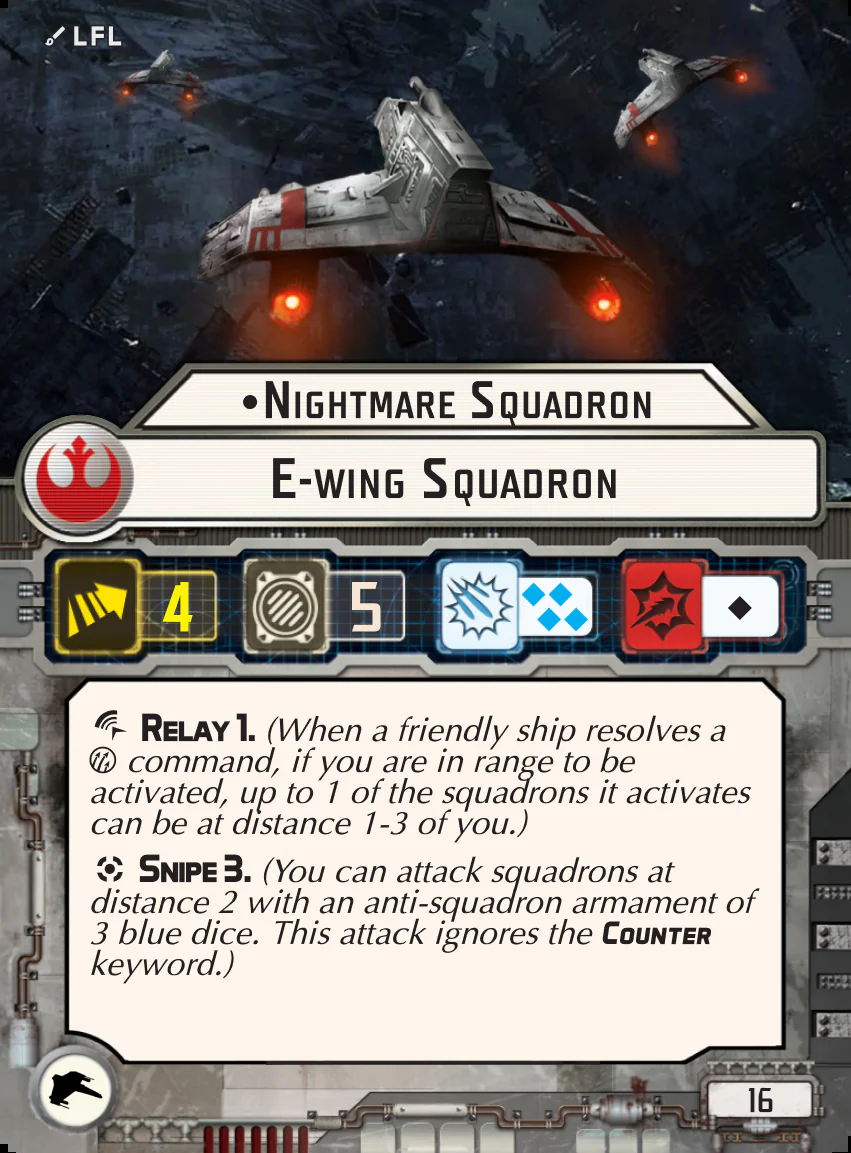 LFL
•Nightmare Squadron
E-wing Squadron
4 5
Relay 1. (When a friendly ship resolves a
command, if you are in range to be
activated, up to 1 of the squadrons it activates
can be at distance 1-3 of you.)
Snipe 3. (You can attack squadrons at
distance 2 with an anti-squadron armament of
3 blue dice. This attack ignores the Counter
keyword.)
16